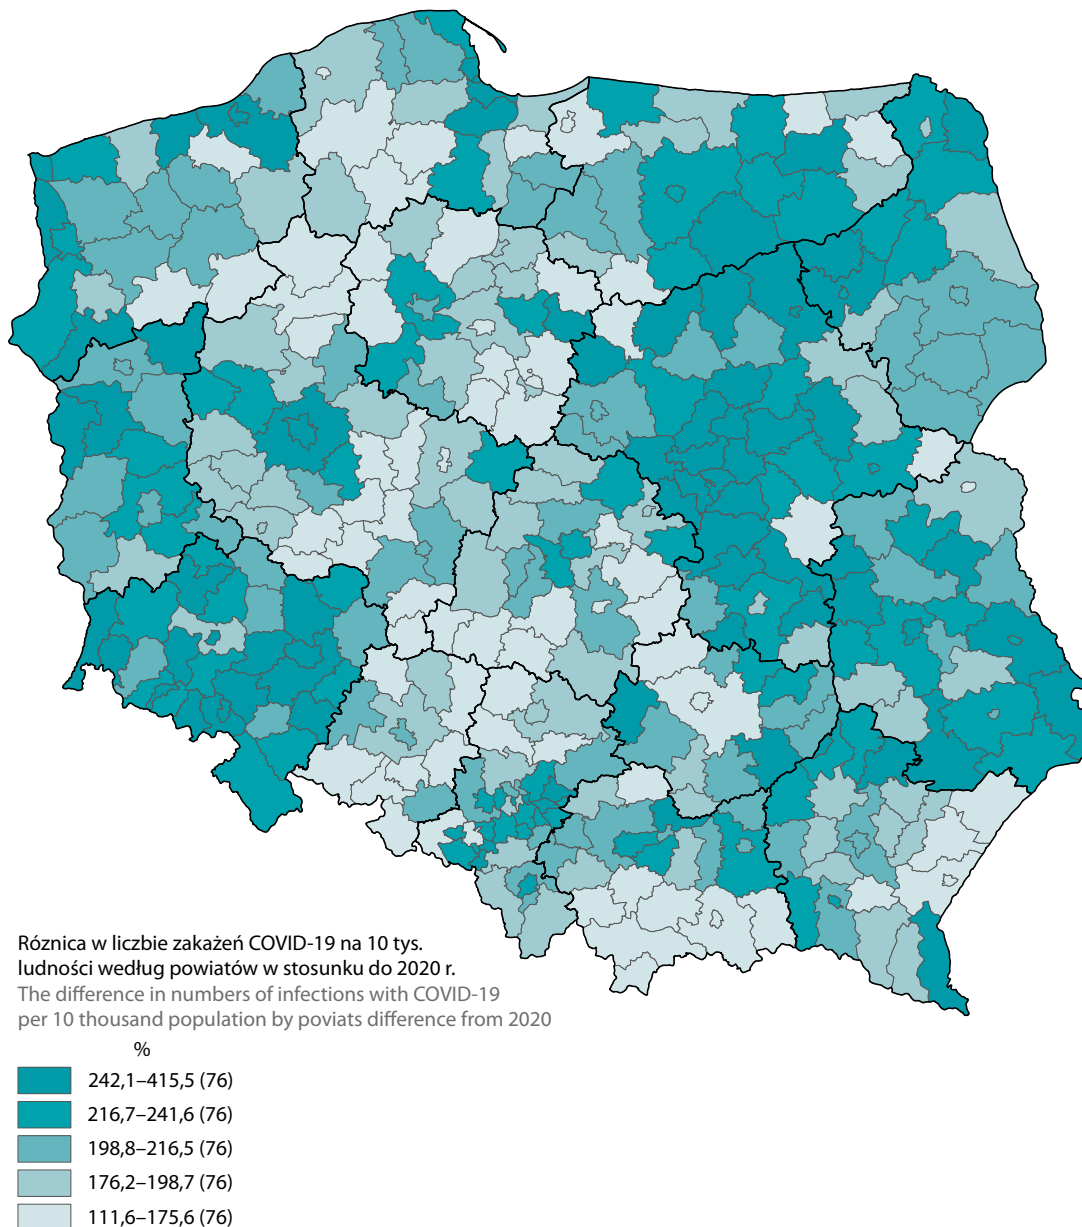 Róznica w liczbie zakażeń COVID-19 na 10 tys.
ludności według powiatów w stosunku do 2020 r.
The difference in numbers of infections with COVID-19
per 10 thousand population by poviats difference from 2020
%
242,1–415,5 (76)
216,7–241,6 (76)
198,8–216,5 (76)
176,2–198,7 (76)
111,6–175,6 (76)